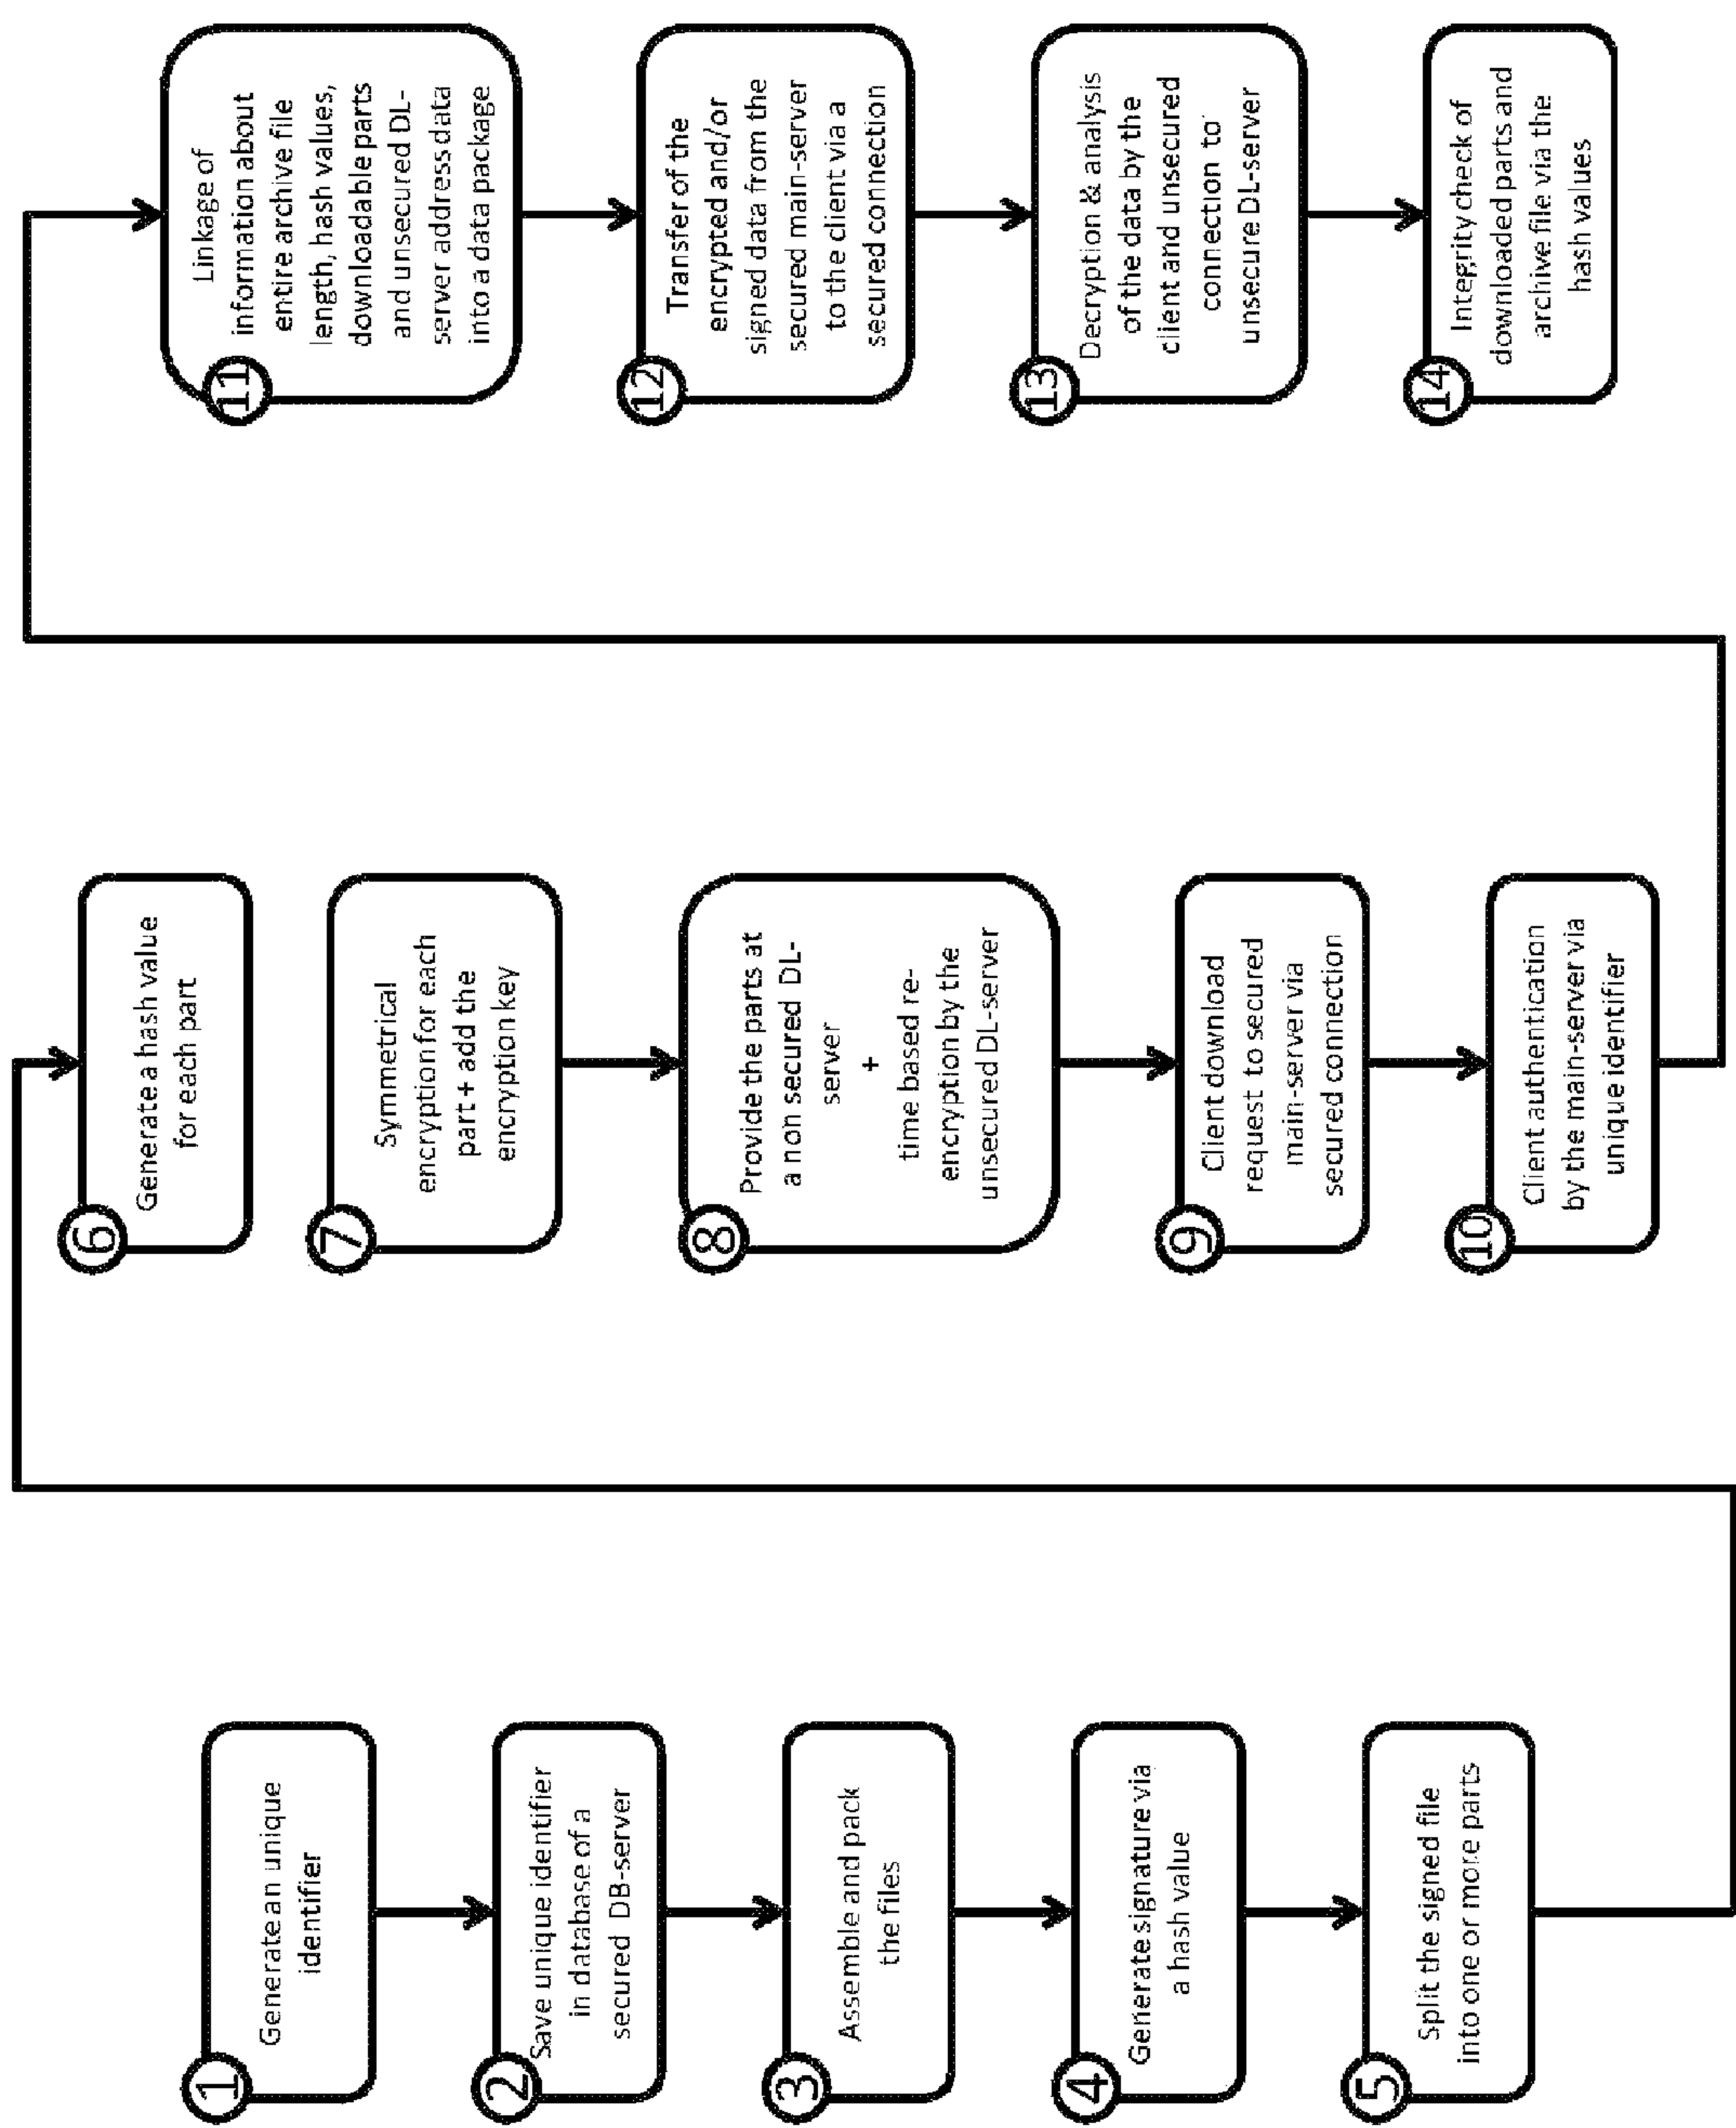 1
Generate an unique
identifier
2
Save unique identifier
in database of a
secured DB-server
3
Assemble and pack
the files
4
Generate signature via
a hash value
5
Split the signed file
into one or more parts
6
Generate a hash value
for each part
7
Symmetrical
encryption for each
part + add the
encryption key
8
Provide the parts at
a non secured DL-
server
+
time based re-
encryption by the
unsecured DL-server
9
Client download
request to secured
main-server via
secured connection
10
Client authentication
by the main-server via
unique identifier
11
Linkage of
information about
entire archive file
length, hash values,
downloadable parts
and unsecured DL-
server address data
into a data package
12
Transfer of the
encrypted and/or
signed data from the
secured main-server
to the client via a
secured connection
13
Decryption & analysis
of the data by the
client and unsecured
connection to
unsecure DL-server
14
Integrity check of
downloaded parts and
archive file via the
hash values